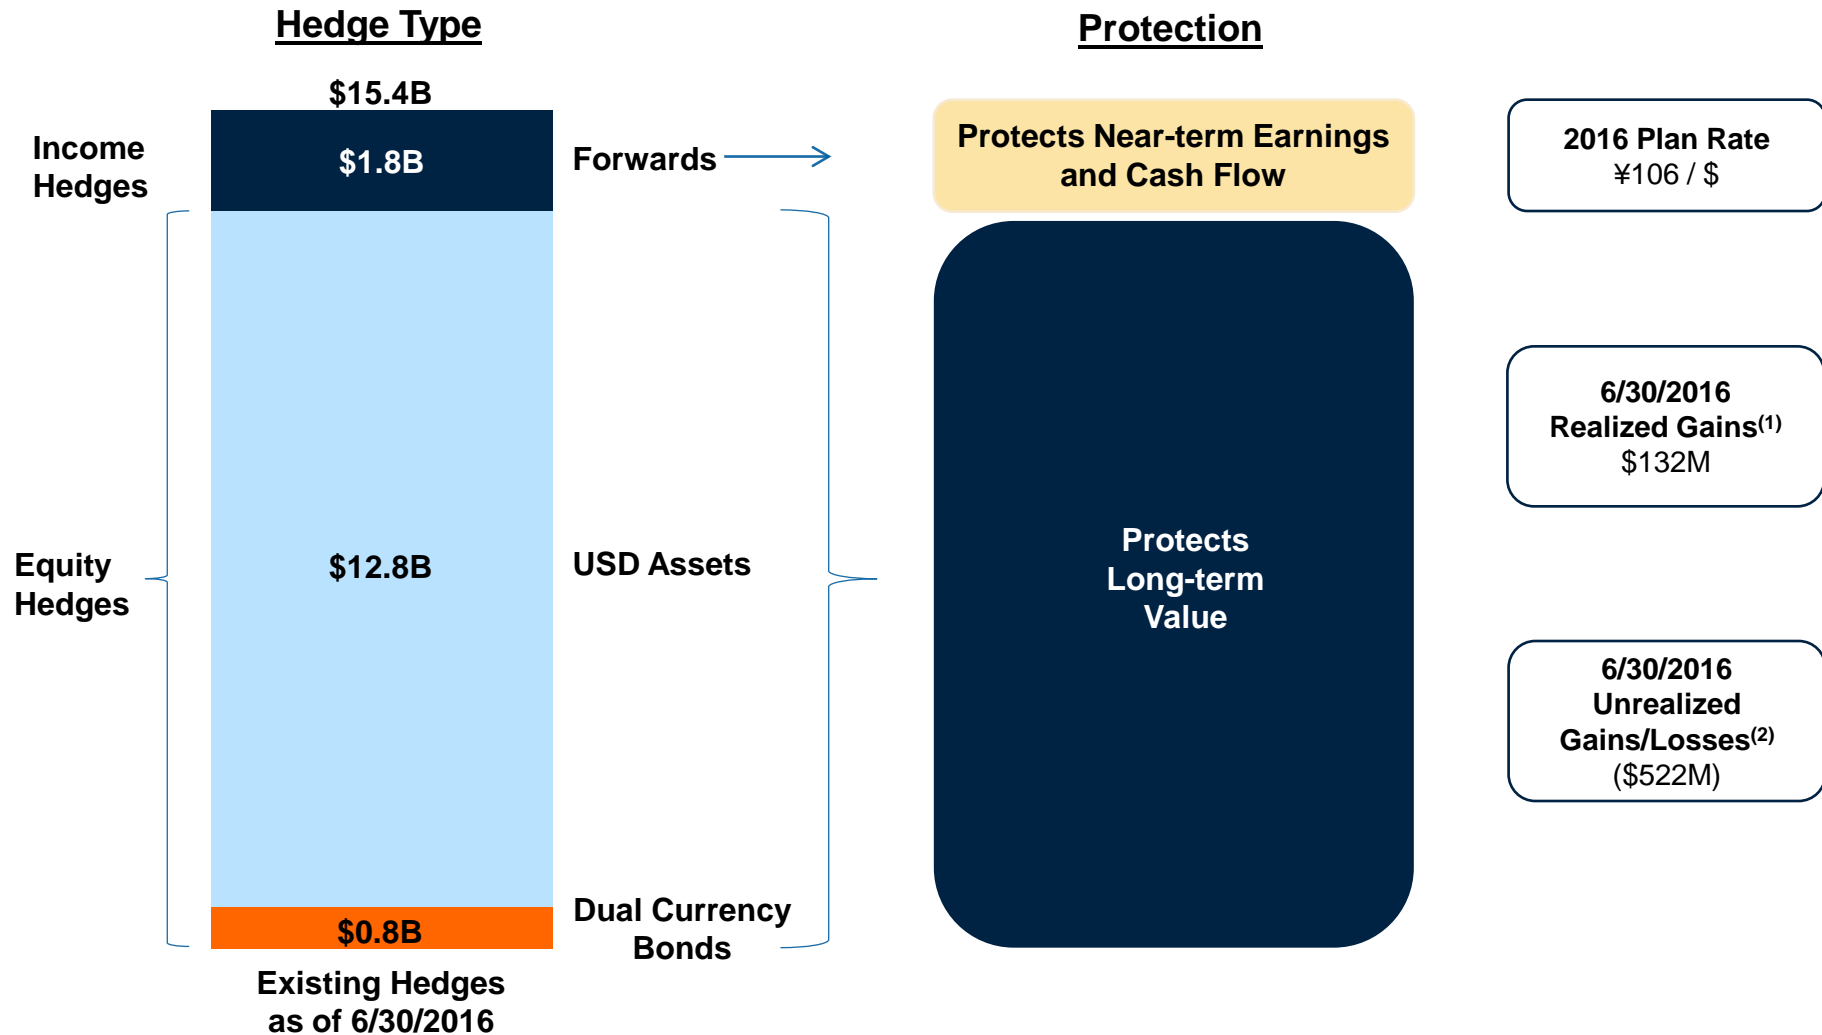 Hedge Type
Protection
$15.4B
Income
Hedges
$1.8B
Forwards
Protects Near-term Earnings
and Cash Flow
2016 Plan Rate
¥106 / $
Equity
Hedges
$12.8B
USD Assets
Protects
Long-term
Value
6/30/2016
Realized Gains(1)
$132M
6/30/2016
Unrealized
Gains/Losses(2)
($522M)
$0.8B
Dual Currency
Bonds
Existing Hedges
as of 6/30/2016